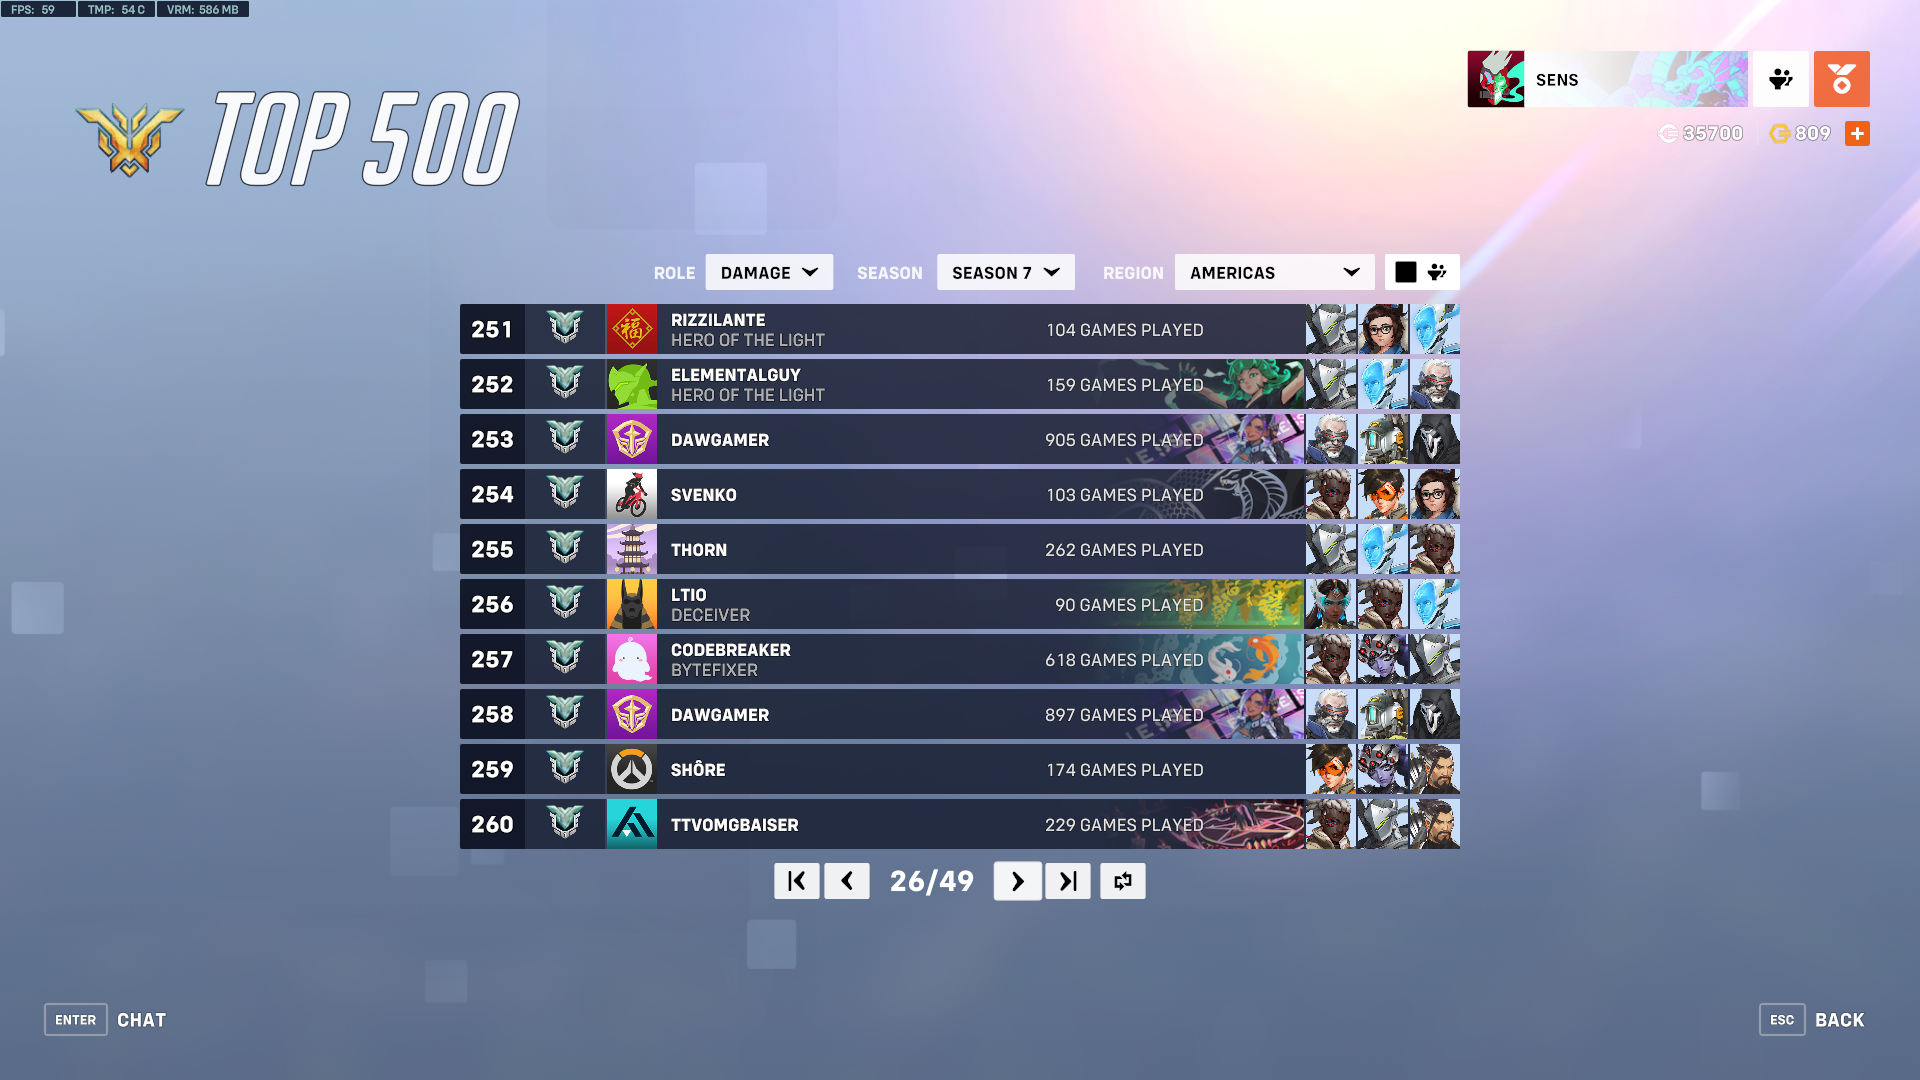 FPS: 59 TMP: 54 C VRM: 586 MB
TOP 500
SENS
35700 809
ROLE DAMAGE SEASON SEASON 7 REGION AMERICAS
251 福 RIZZILANTE 104 GAMES PLAYED
HERO OF THE LIGHT
252 ELEMENTALGUY 159 GAMES PLAYED
HERO OF THE LIGHT
253 DAWGAMER 905 GAMES PLAYED
254 SVENKO 103 GAMES PLAYED
255 THORN 262 GAMES PLAYED
256 LTIO 90 GAMES PLAYED
DECEIVER
257 CODEBREAKER 618 GAMES PLAYED
BYTEFIXER
258 DAWGAMER 897 GAMES PLAYED
259 SHÔRE 174 GAMES PLAYED
260 TTVOMGBAISER 229 GAMES PLAYED
26/49
ENTER CHAT
ESC BACK